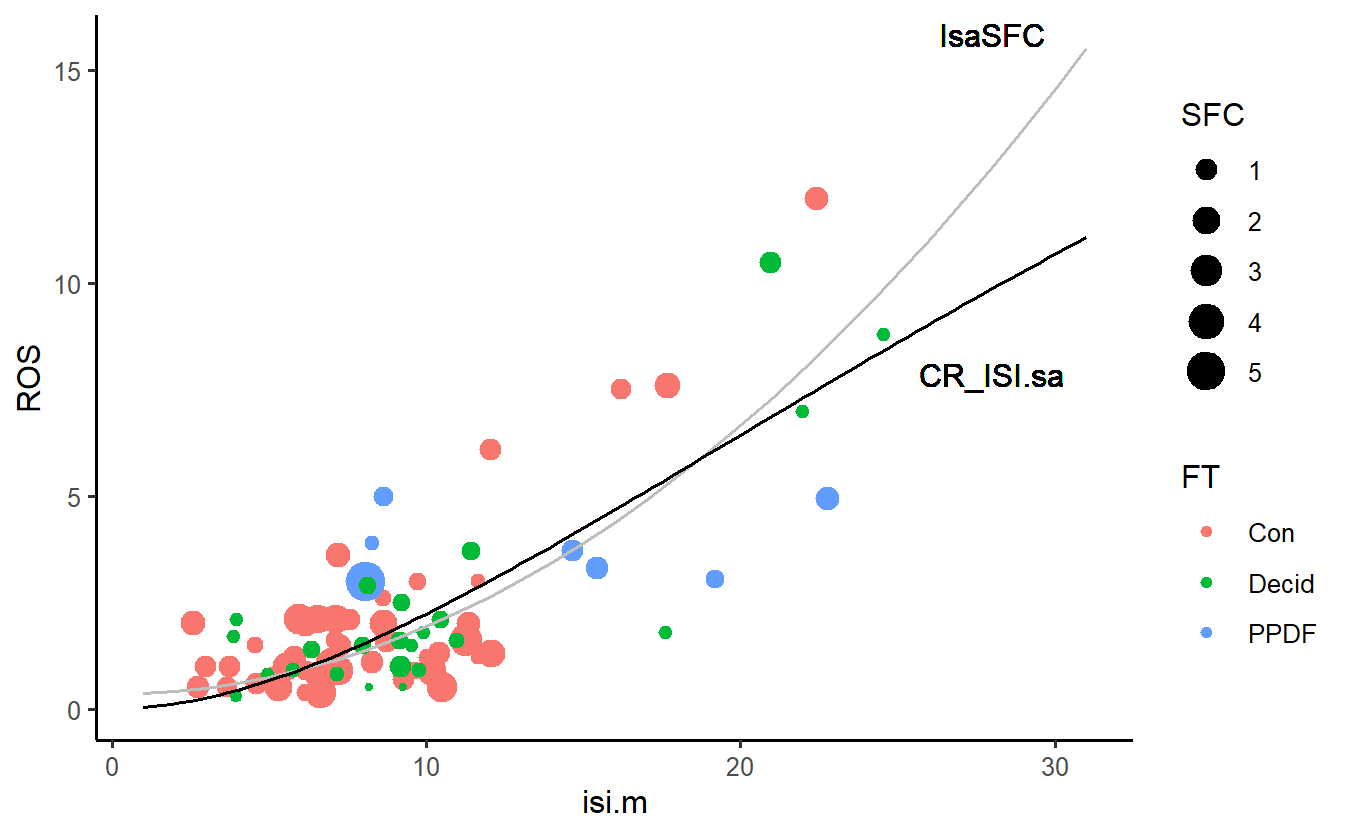 IsaSFC
CR_ISI.sa
15
10
5
0
ROS
0
10
20
30
isi.m
SFC
1
2
3
4
5
FT
Con
Decid
PPDF